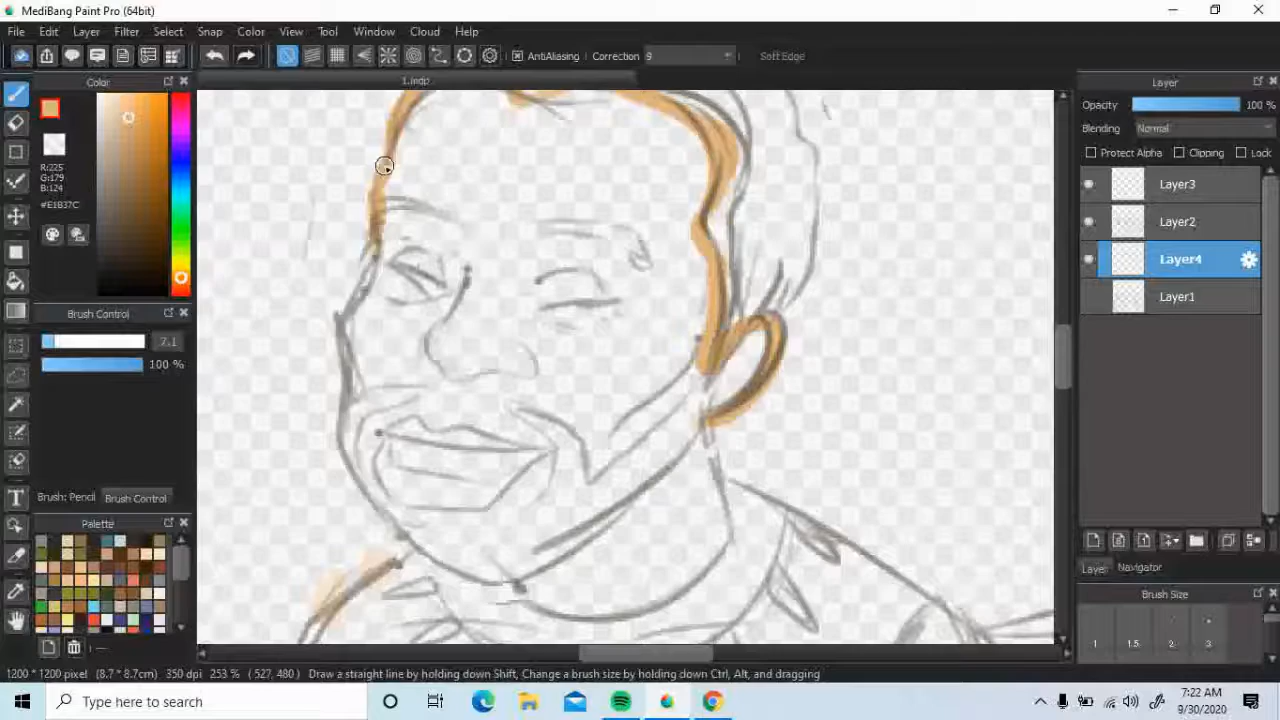 MediBang Paint Pro (64bit)
File Edit Layer Filter Select Snap Color View Tool Window Cloud Help
AntiAliasing Correction 9 Soft Edge
Color
1.mdp
Layer
Opacity 100 %
Blending Normal
Protect Alpha Clipping Lock
R:225
G:179
B:124
#E1B37C
Layer3
Layer2
Layer4
Layer1
Brush Control
7.1
100 %
Brush: Pencil Brush Control
Palette
Layer Navigator
Brush Size
1 1.5 2 3
1200 * 1200 pixel (8.7 * 8.7cm) 350 dpi 253 % ( 527, 480 ) Draw a straight line by holding down Shift, Change a brush size by holding down Ctrl, Alt, and dragging
Type here to search
7:22 AM
9/30/2020